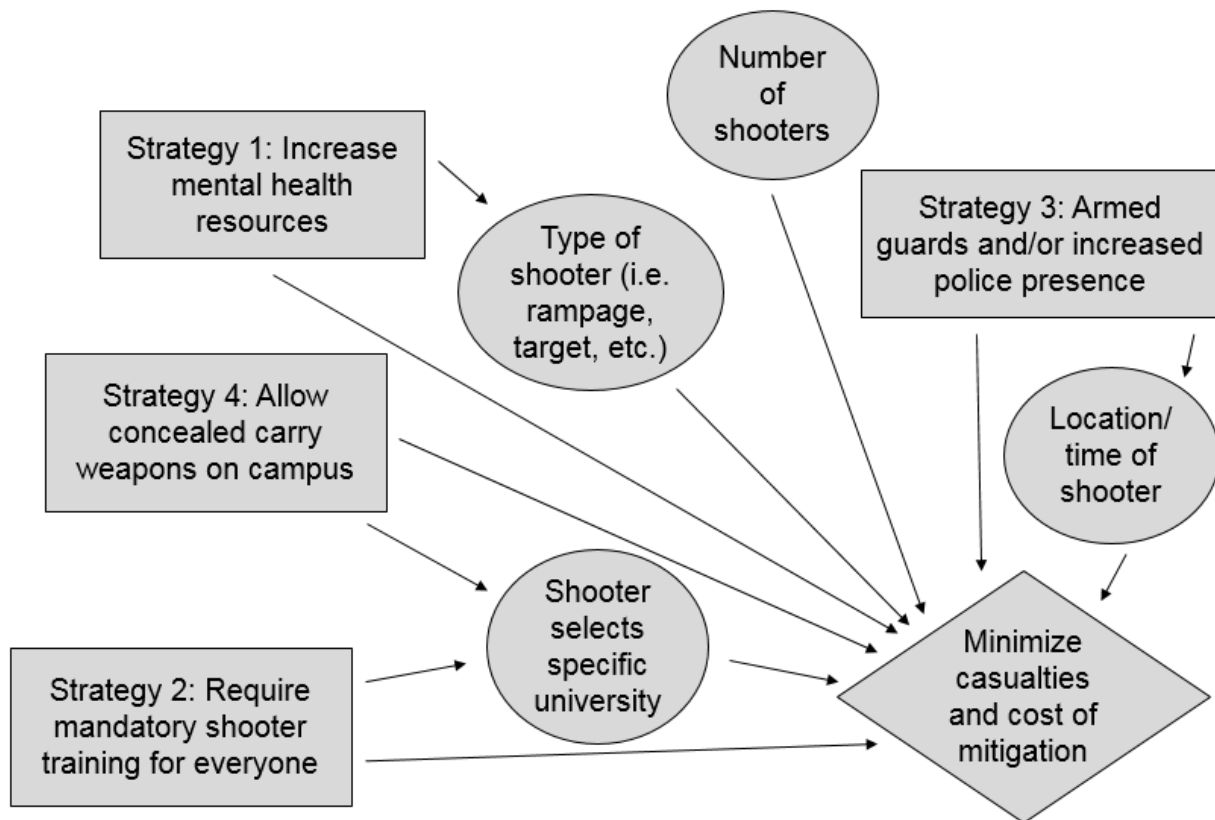 Number
of
shooters
Strategy 1: Increase
mental health
resources
Type of
shooter (i.e.
rampage,
target, etc.)
Strategy 3: Armed
guards and/or increased
police presence
Strategy 4: Allow
concealed carry
weapons on campus
Location/
time of
shooter
Shooter
selects
specific
university
Strategy 2: Require
mandatory shooter
training for everyone
Minimize
casualties
and cost of
mitigation